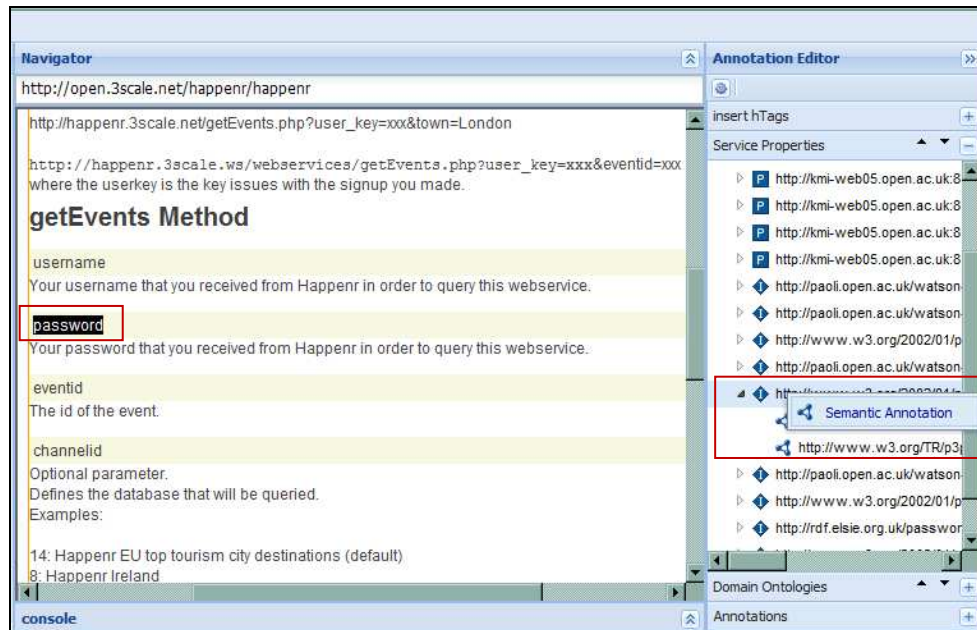 Navigator
http://open.3scale.net/happenr/happenr
http://happenr.3scale.net/getEvents.php?user_key=xxx&town=London
http://happenr.3scale.ws/webservices/getEvents.php?user_key=xxx&eventid=xxx
where the userkey is the key issues with the signup you made.
getEvents Method
username
Your username that you received from Happenr in order to query this webservice.
password
Your password that you received from Happenr in order to query this webservice.
eventid
The id of the event.
channelid
Optional parameter.
Defines the database that will be queried.
Examples:
14: Happenr EU top tourism city destinations (default)
8: Happenr Ireland
console
Annotation Editor
insert hTags
Service Properties
P http://kmi-web05.open.ac.uk:8
P http://kmi-web05.open.ac.uk:8
P http://kmi-web05.open.ac.uk:8
P http://kmi-web05.open.ac.uk:8
I http://paoli.open.ac.uk/watson-
I http://paoli.open.ac.uk/watson-
I http://www.w3.org/2002/01/p
I http://paoli.open.ac.uk/watson-
I http://www.w3.org/2002/01/p
Semantic Annotation
http://www.w3.org/TR/p3p
I http://paoli.open.ac.uk/watson-
I http://www.w3.org/2002/01/p
I http://rdf.elsie.org.uk/passwor
Domain Ontologies
Annotations